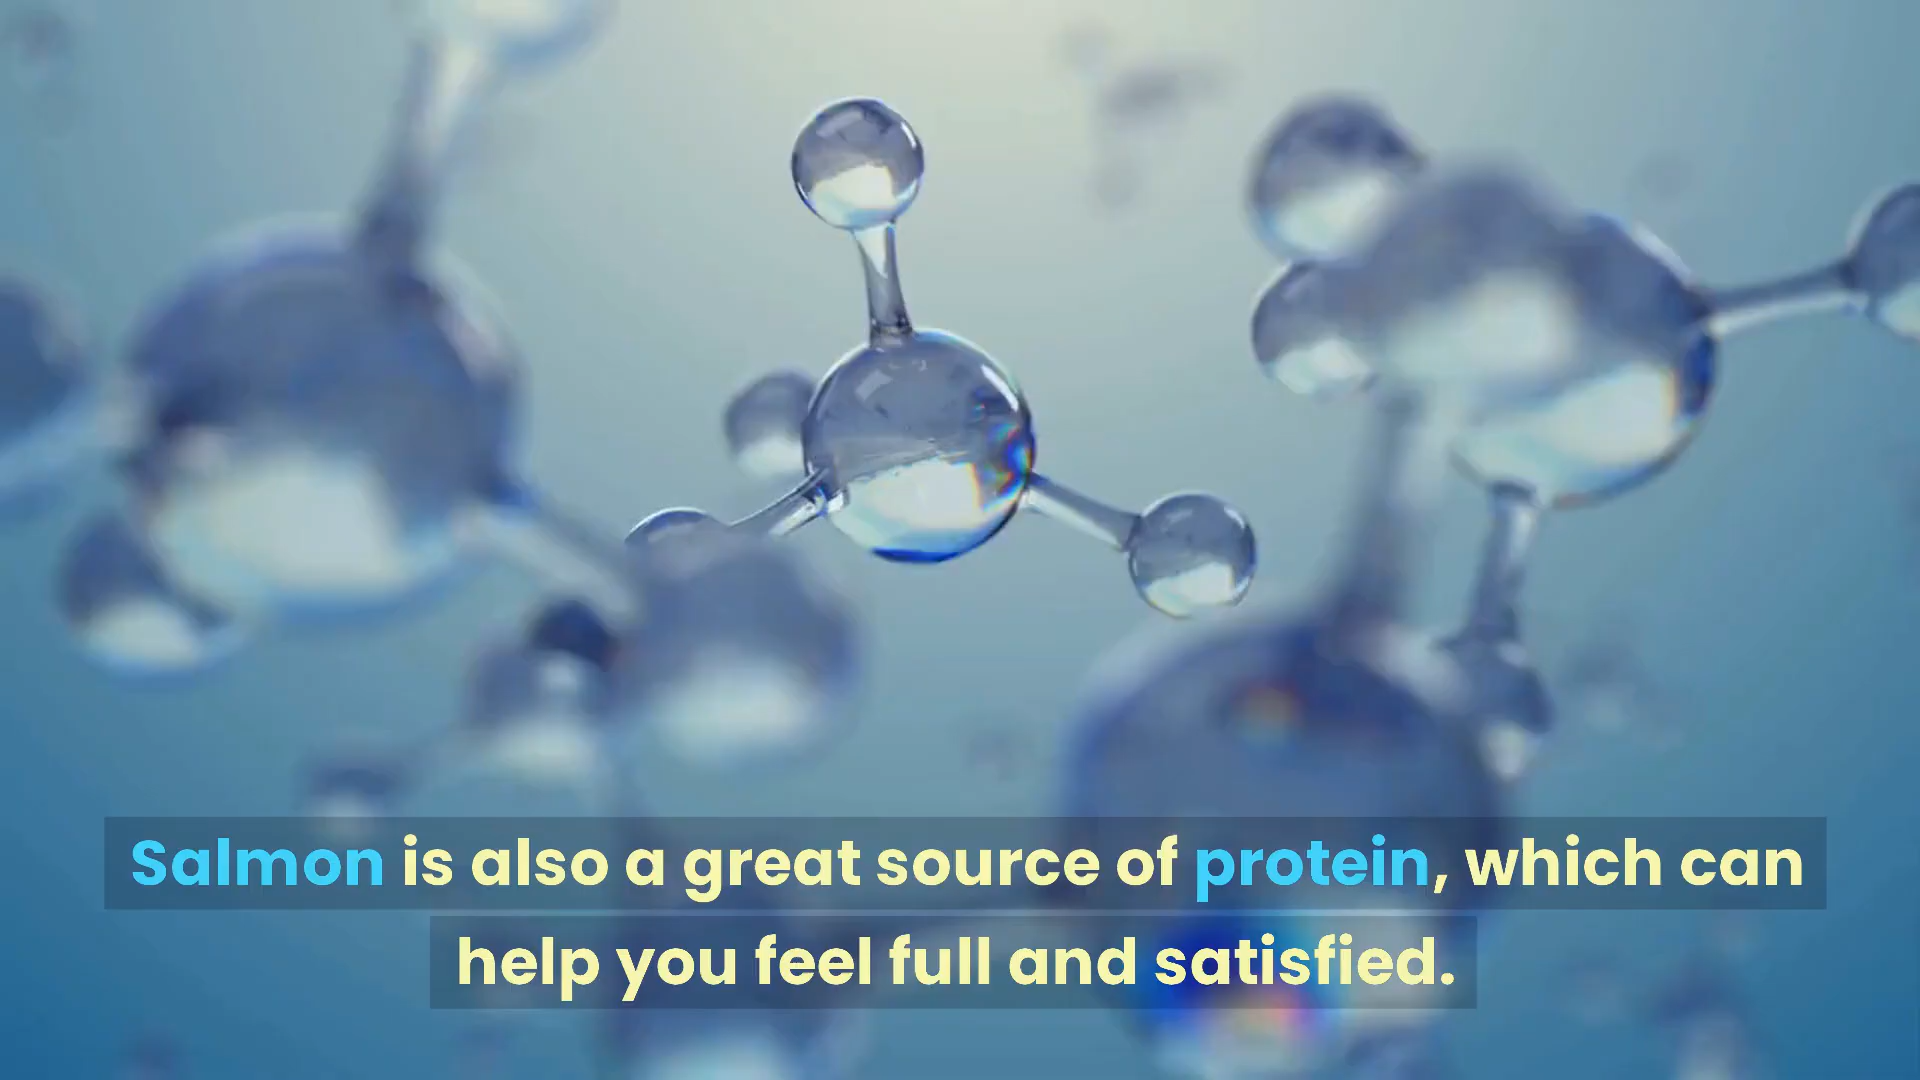 Salmon is also a great source of protein, which can
help you feel full and satisfied.